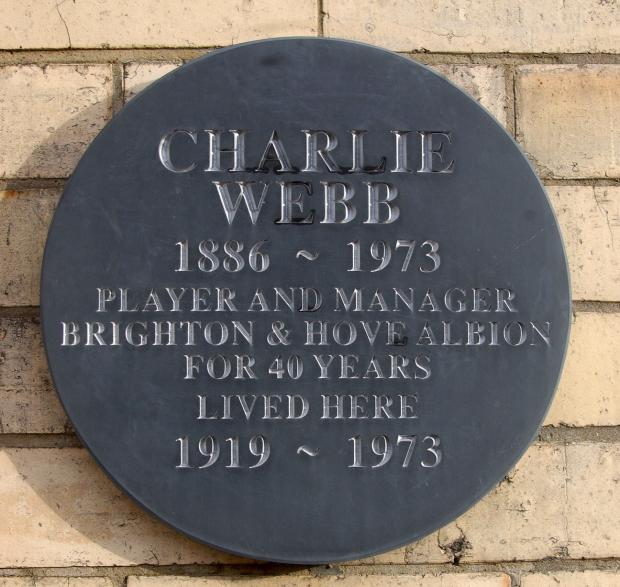 CHARLIE
WEBB
1886 ~ 1973
PLAYER AND MANAGER
BRIGHTON & HOVE ALBION
FOR 40 YEARS
LIVED HERE
1919 ~ 1973